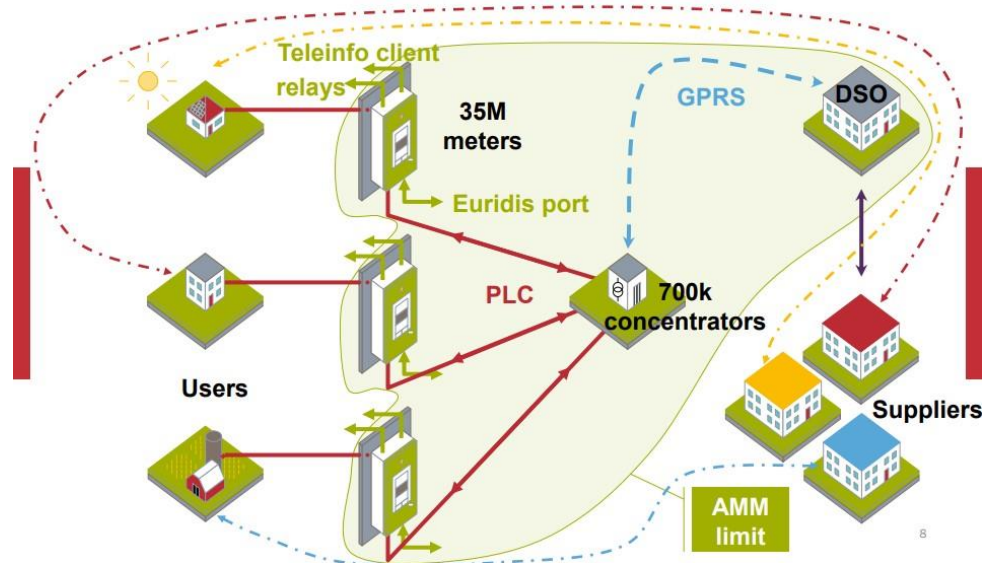 Teleinfo client
relays
35M
meters
GPRS
DSO
Euridis port
PLC
700k
concentrators
Users
Suppliers
AMM
limit
8